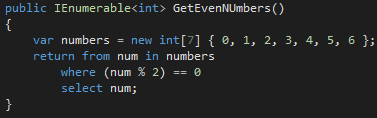 public IEnumerable<int> GetEvenNUmbers()
{
    var numbers = new int[7] { 0, 1, 2, 3, 4, 5, 6 };
    return from num in numbers
        where (num % 2) == 0
        select num;
}